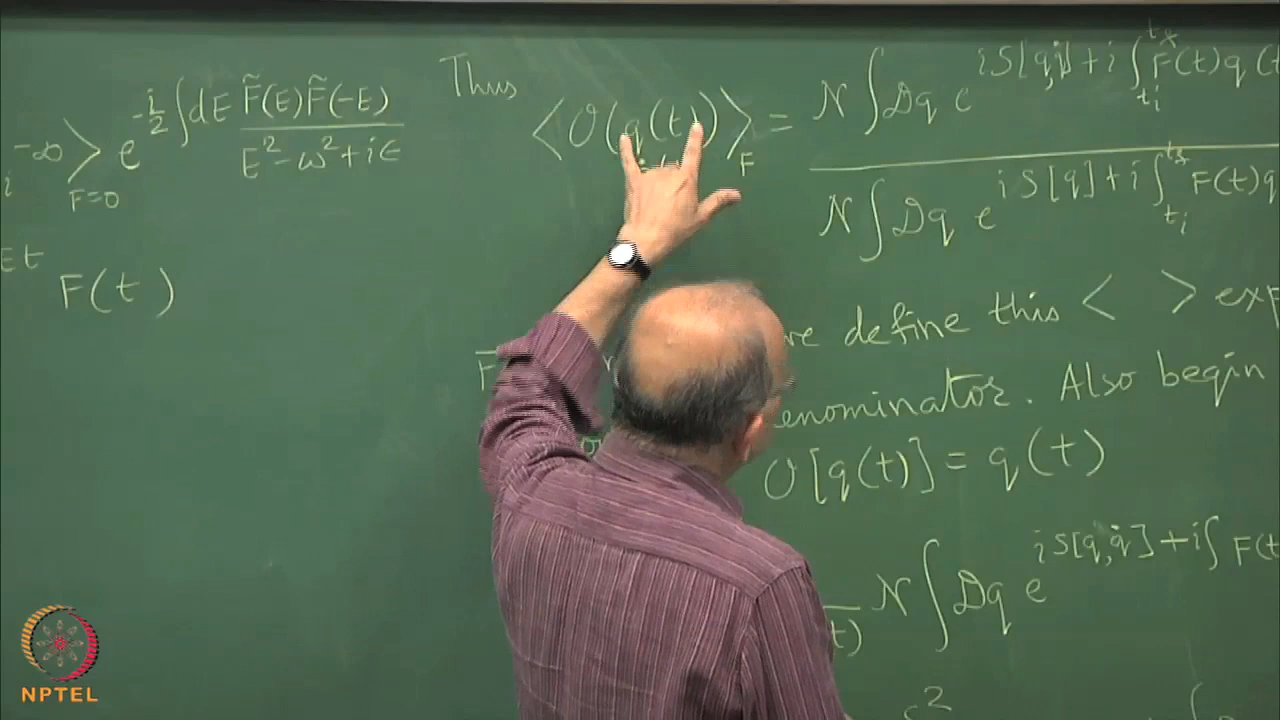 -∞ ⟩_{F=0} e^{-i/2 ∫dE F̃(E)F̃(-E) / E² - ω² + iϵ}
i
Et F(t)
Thus
⟨O(q(t))⟩_F = N ∫Dq e^{iS[q,q̇] + i ∫_{t_i}^{t_f} F(t) q(t
N ∫Dq e^{iS[q] + i ∫_{t_i}^{t_f} F(t)q
we define this ⟨ ⟩ exp
enominator. Also begin
O[q(t)] = q(t)
t) N ∫Dq e^{iS[q,q̇] + i∫ F(t
NPTEL